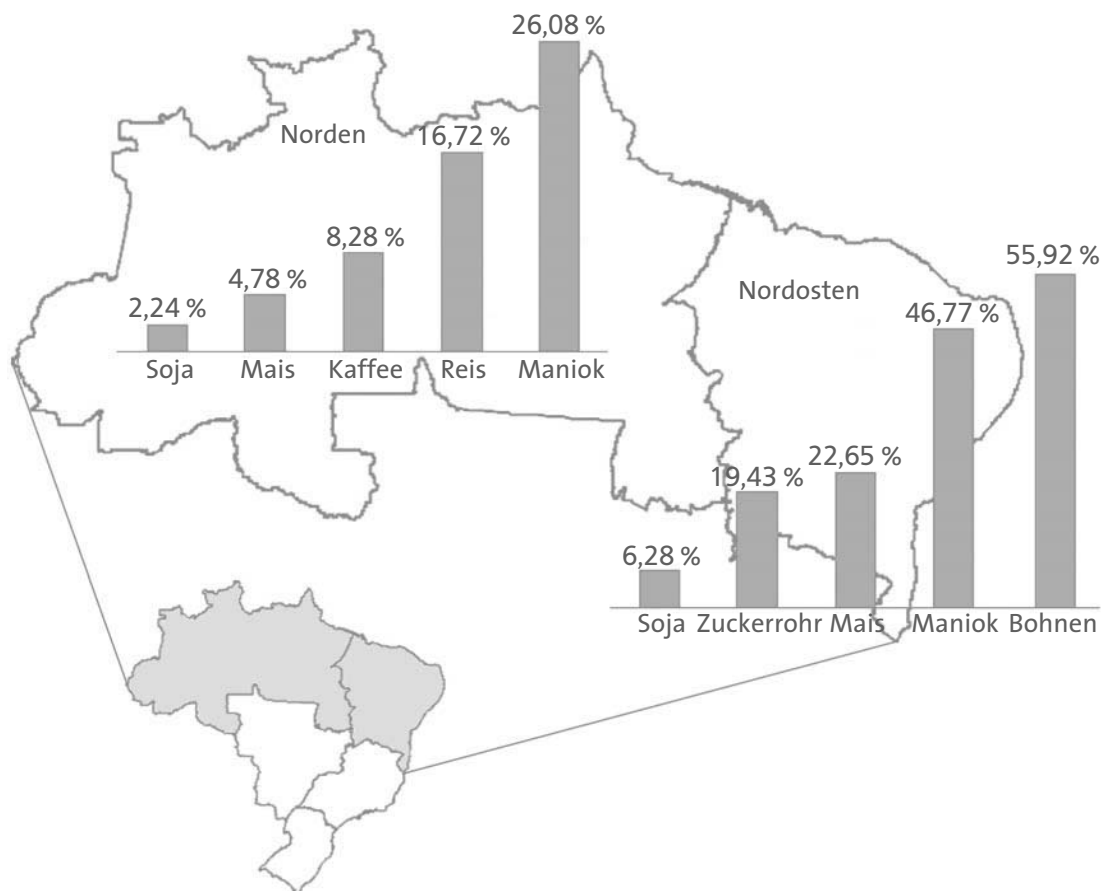 26,08 %
Norden
16,72 %
8,28 %
4,78 %
2,24 %
Soja Mais Kaffee Reis Maniok
Nordosten
55,92 %
46,77 %
22,65 %
19,43 %
6,28 %
Soja Zuckerrohr Mais Maniok Bohnen